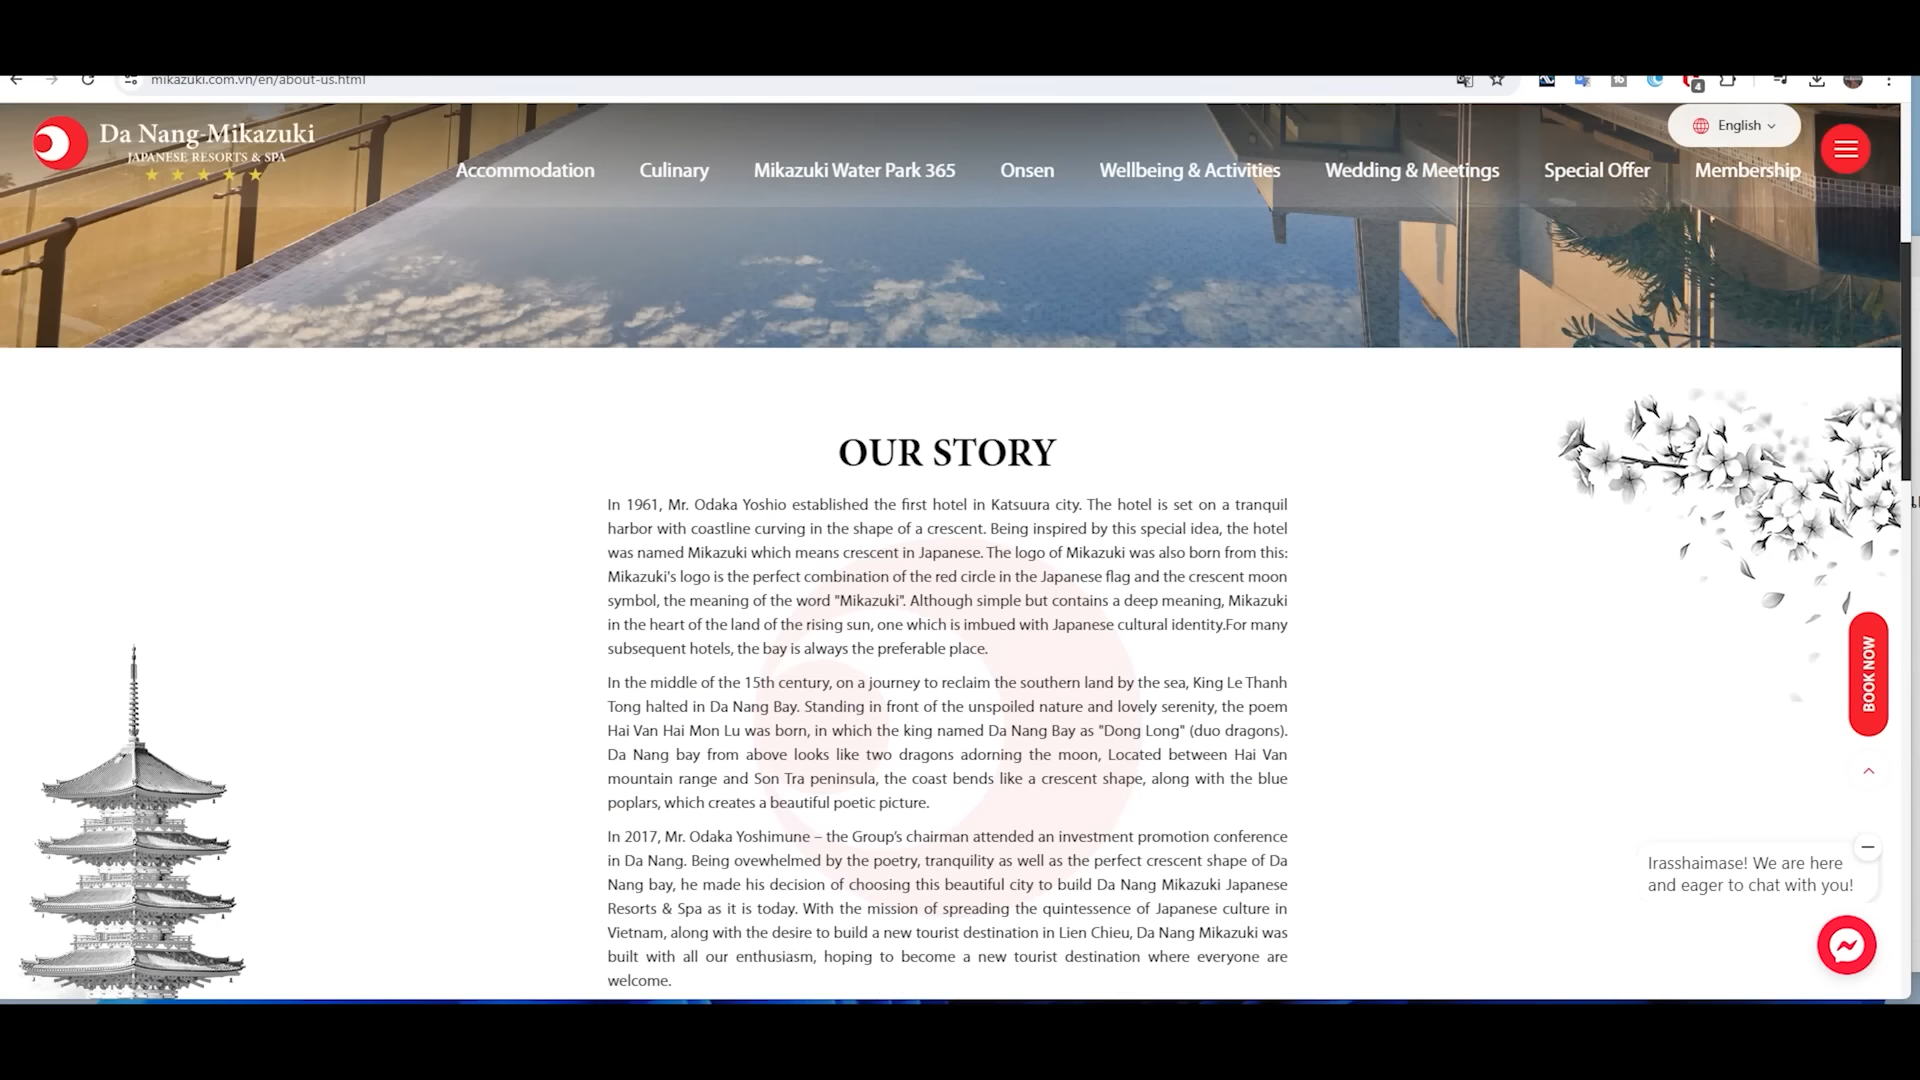 mikazuki.com.vn/en/about-us.html
4
English
Da Nang-Mikazuki
JAPANESE RESORTS & SPA
Accommodation
Culinary
Mikazuki Water Park 365
Onsen
Wellbeing & Activities
Wedding & Meetings
Special Offer
Membership
OUR STORY
In 1961, Mr. Odaka Yoshio established the first hotel in Katsuura city. The hotel is set on a tranquil
harbor with coastline curving in the shape of a crescent. Being inspired by this special idea, the hotel
was named Mikazuki which means crescent in Japanese. The logo of Mikazuki was also born from this:
Mikazuki's logo is the perfect combination of the red circle in the Japanese flag and the crescent moon
symbol, the meaning of the word "Mikazuki". Although simple but contains a deep meaning, Mikazuki
in the heart of the land of the rising sun, one which is imbued with Japanese cultural identity.For many
subsequent hotels, the bay is always the preferable place.
In the middle of the 15th century, on a journey to reclaim the southern land by the sea, King Le Thanh
Tong halted in Da Nang Bay. Standing in front of the unspoiled nature and lovely serenity, the poem
Hai Van Hai Mon Lu was born, in which the king named Da Nang Bay as "Dong Long" (duo dragons).
Da Nang bay from above looks like two dragons adorning the moon, Located between Hai Van
mountain range and Son Tra peninsula, the coast bends like a crescent shape, along with the blue
poplars, which creates a beautiful poetic picture.
In 2017, Mr. Odaka Yoshimune – the Group's chairman attended an investment promotion conference
in Da Nang. Being ovewhelmed by the poetry, tranquility as well as the perfect crescent shape of Da
Nang bay, he made his decision of choosing this beautiful city to build Da Nang Mikazuki Japanese
Resorts & Spa as it is today. With the mission of spreading the quintessence of Japanese culture in
Vietnam, along with the desire to build a new tourist destination in Lien Chieu, Da Nang Mikazuki was
built with all our enthusiasm, hoping to become a new tourist destination where everyone are
welcome.
BOOK NOW
Irasshaimase! We are here
and eager to chat with you!